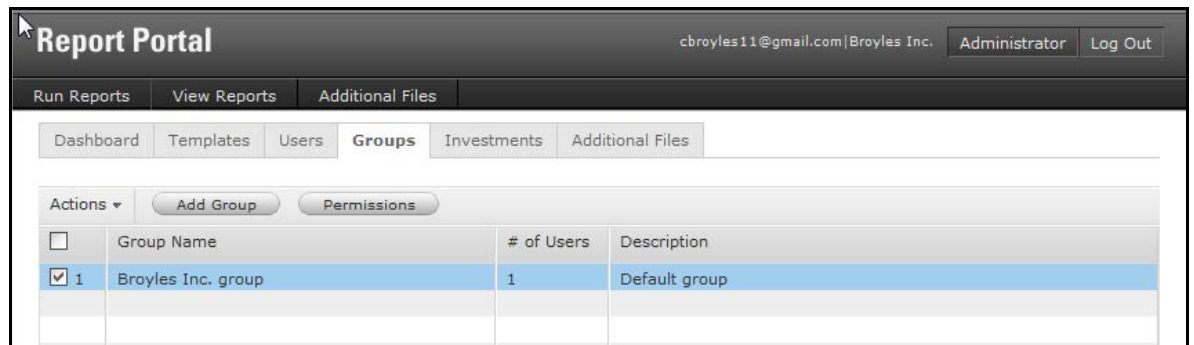 Report Portal
cbroyles11@gmail.com|Broyles Inc. Administrator Log Out
Run Reports View Reports Additional Files
Dashboard Templates Users Groups Investments Additional Files
Actions Add Group Permissions
Group Name # of Users Description
1 Broyles Inc. group 1 Default group